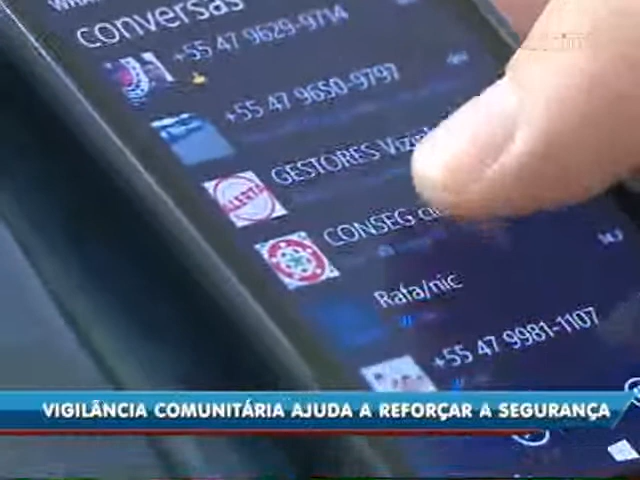 conversas
+55 47 9629-9714
+55 47 9650-9797
GESTORES
ALERTA
CONSEG
Rafa/nic
+55 47 9981-1107
VIGILÂNCIA COMUNITÁRIA AJUDA A REFORÇAR A SEGURANÇA